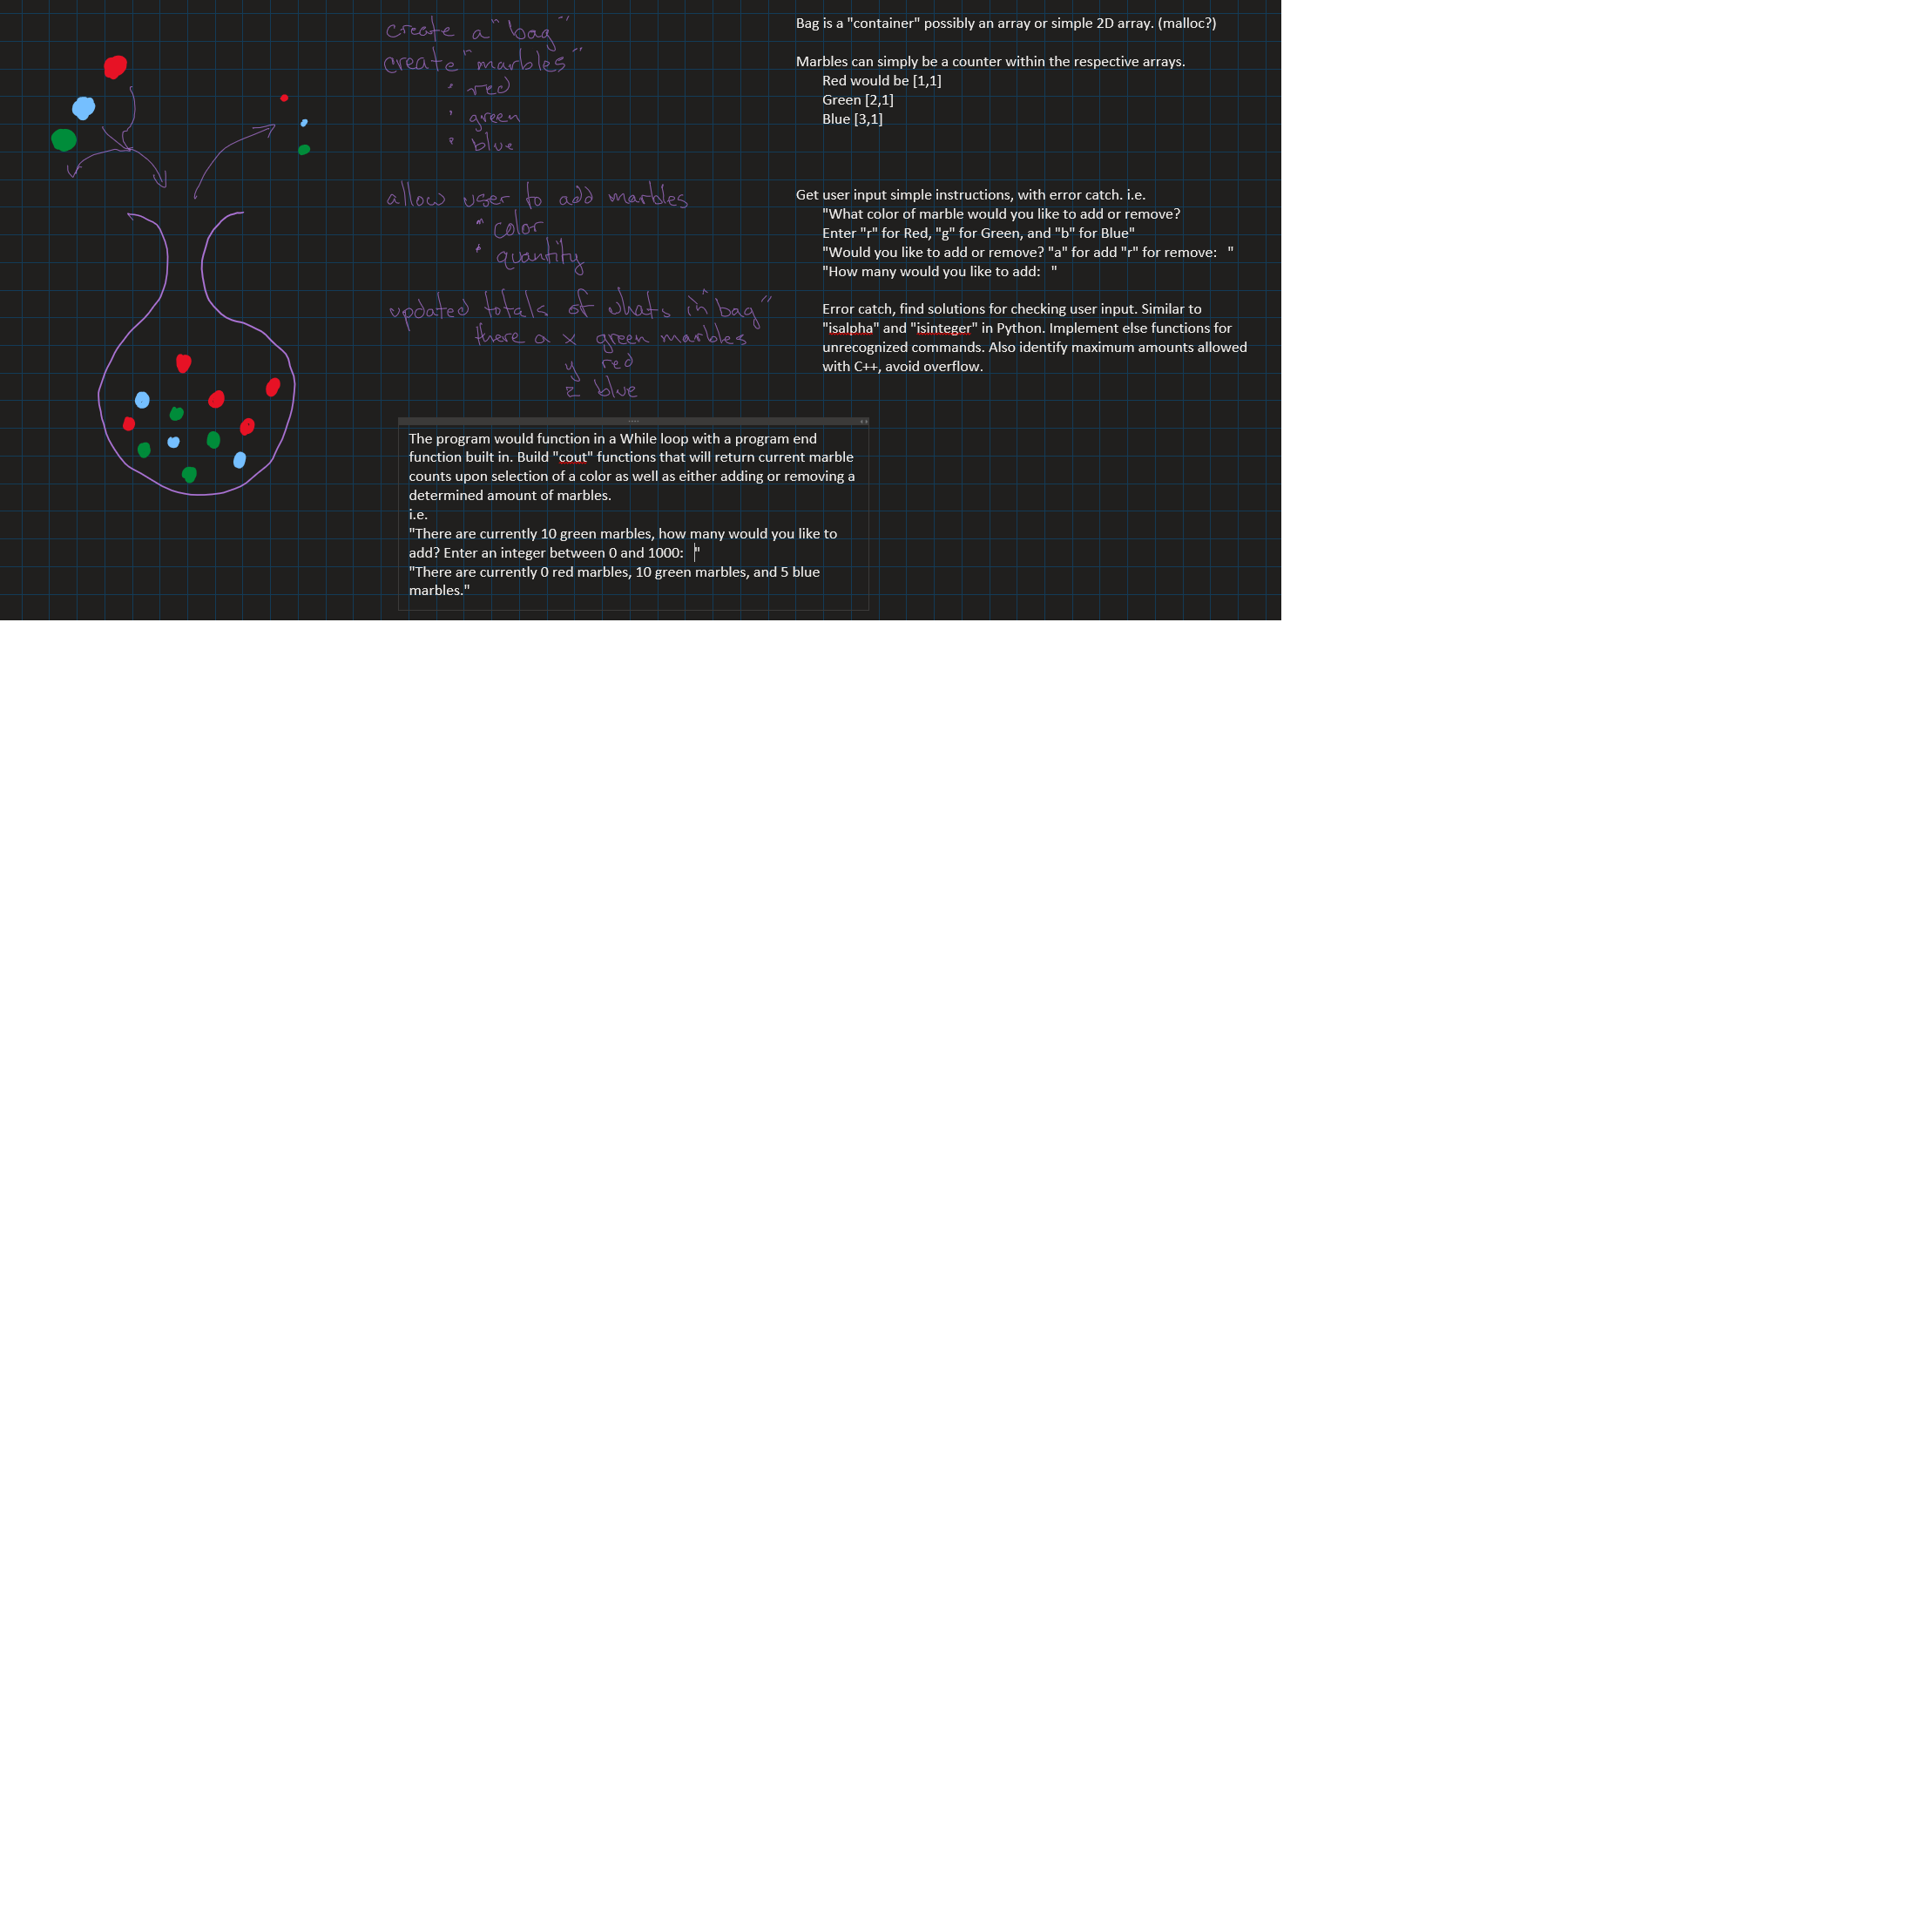 create a "bag"
create "marbles"
• red
• green
• blue
allow user to add marbles
• color
• quantity
updated totals of whats in "bag"
there a x green marbles
y red
z blue
The program would function in a While loop with a program end
function built in. Build "cout" functions that will return current marble
counts upon selection of a color as well as either adding or removing a
determined amount of marbles.
i.e.
"There are currently 10 green marbles, how many would you like to
add? Enter an integer between 0 and 1000:   "
"There are currently 0 red marbles, 10 green marbles, and 5 blue
marbles."
Bag is a "container" possibly an array or simple 2D array. (malloc?)
Marbles can simply be a counter within the respective arrays.
Red would be [1,1]
Green [2,1]
Blue [3,1]
Get user input simple instructions, with error catch. i.e.
"What color of marble would you like to add or remove?
Enter "r" for Red, "g" for Green, and "b" for Blue"
"Would you like to add or remove? "a" for add "r" for remove:   "
"How many would you like to add:   "
Error catch, find solutions for checking user input. Similar to
"isalpha" and "isinteger" in Python. Implement else functions for
unrecognized commands. Also identify maximum amounts allowed
with C++, avoid overflow.